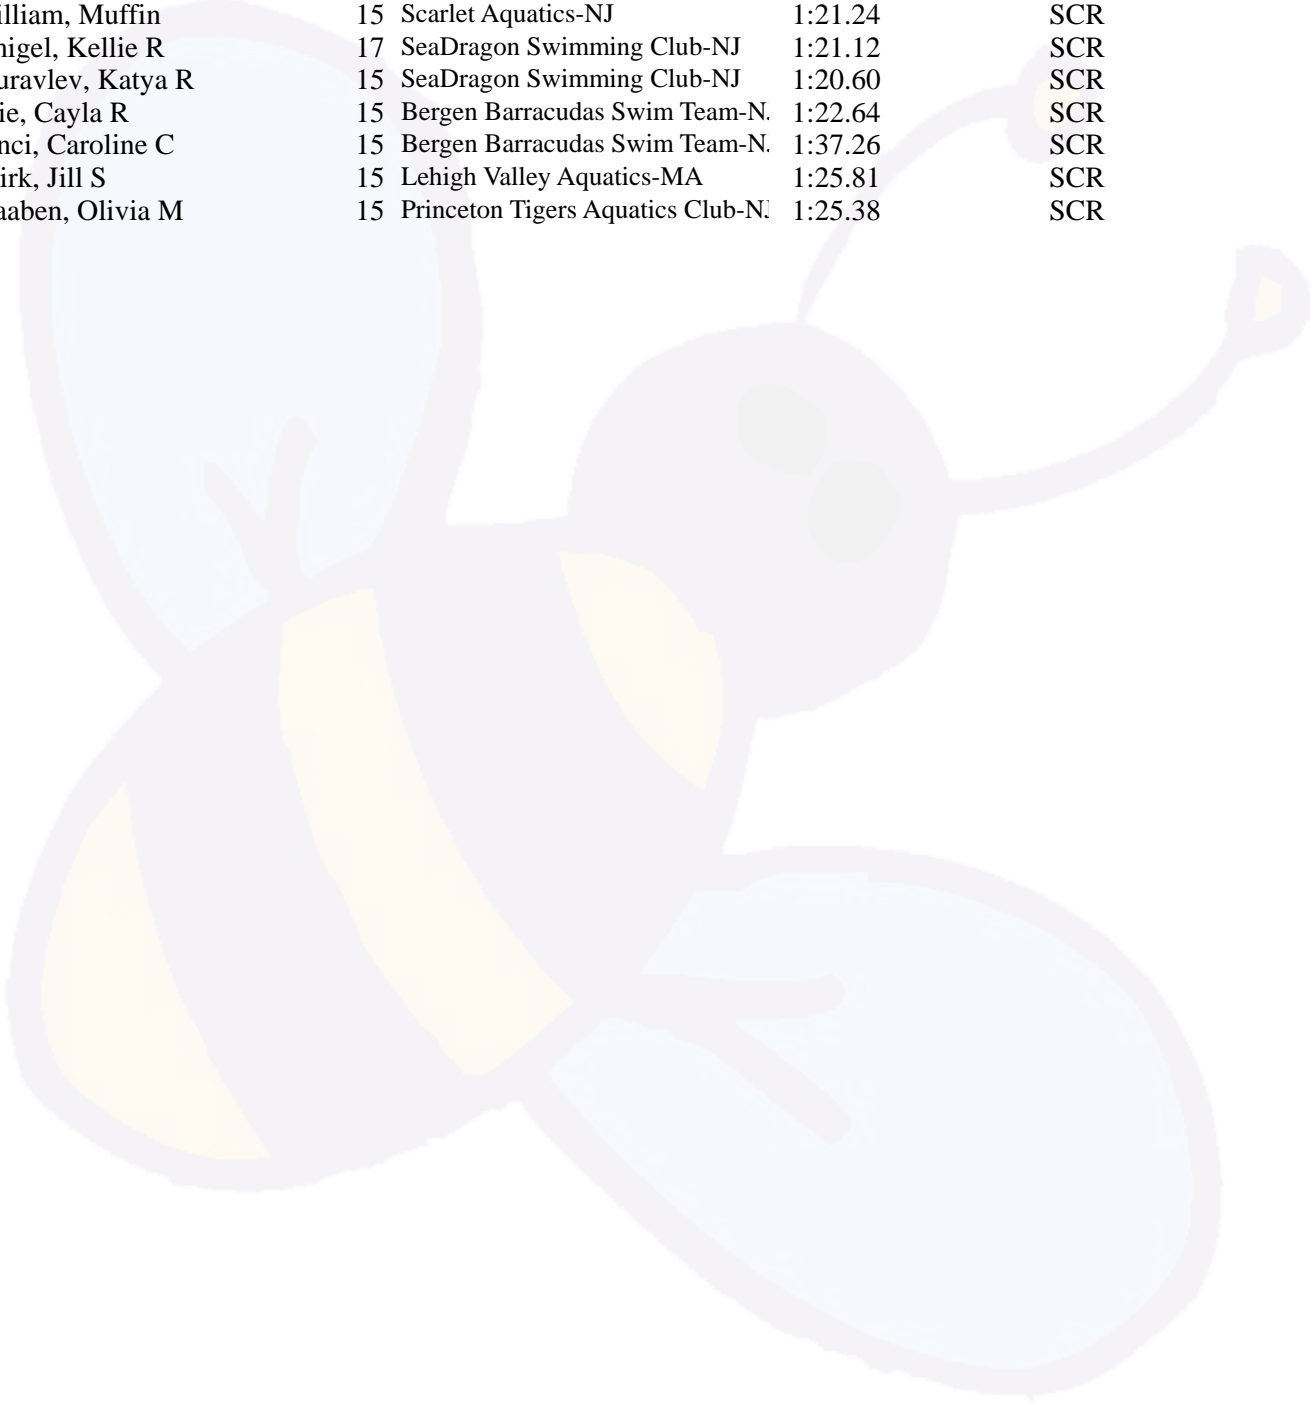 illiam, Muffin 15 Scarlet Aquatics-NJ 1:21.24 SCR
nigel, Kellie R 17 SeaDragon Swimming Club-NJ 1:21.12 SCR
uravlev, Katya R 15 SeaDragon Swimming Club-NJ 1:20.60 SCR
ie, Cayla R 15 Bergen Barracudas Swim Team-N. 1:22.64 SCR
nci, Caroline C 15 Bergen Barracudas Swim Team-N. 1:37.26 SCR
irk, Jill S 15 Lehigh Valley Aquatics-MA 1:25.81 SCR
aaben, Olivia M 15 Princeton Tigers Aquatics Club-NJ 1:25.38 SCR